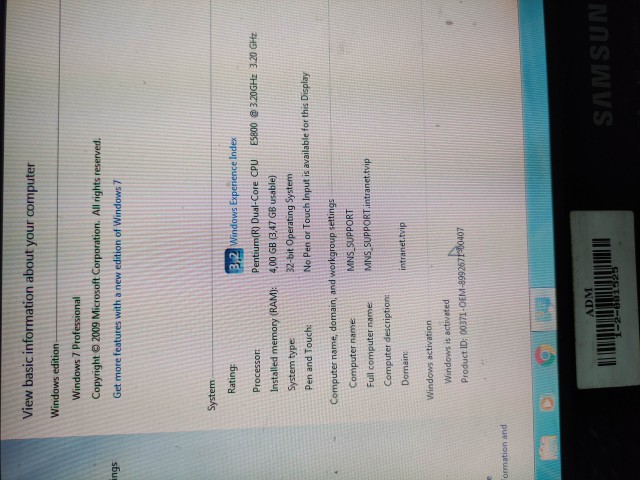 View basic information about your computer
Windows edition
Windows 7 Professional
Copyright © 2009 Microsoft Corporation. All rights reserved.
Get more features with a new edition of Windows 7
System
Rating: 3,2 Windows Experience Index
Processor: Pentium(R) Dual-Core CPU E5800 @ 3.20GHz 3.20 GHz
Installed memory (RAM): 4,00 GB (3,47 GB usable)
System type: 32-bit Operating System
Pen and Touch: No Pen or Touch Input is available for this Display
Computer name, domain, and workgroup settings
Computer name: MNS_SUPPORT
Full computer name: MNS_SUPPORT.intranet.tvip
Computer description:
Domain: intranet.tvip
Windows activation
Windows is activated
Product ID: 00371-OEM-8992671-00407
ings
ormation and
SAMSUN
ADM